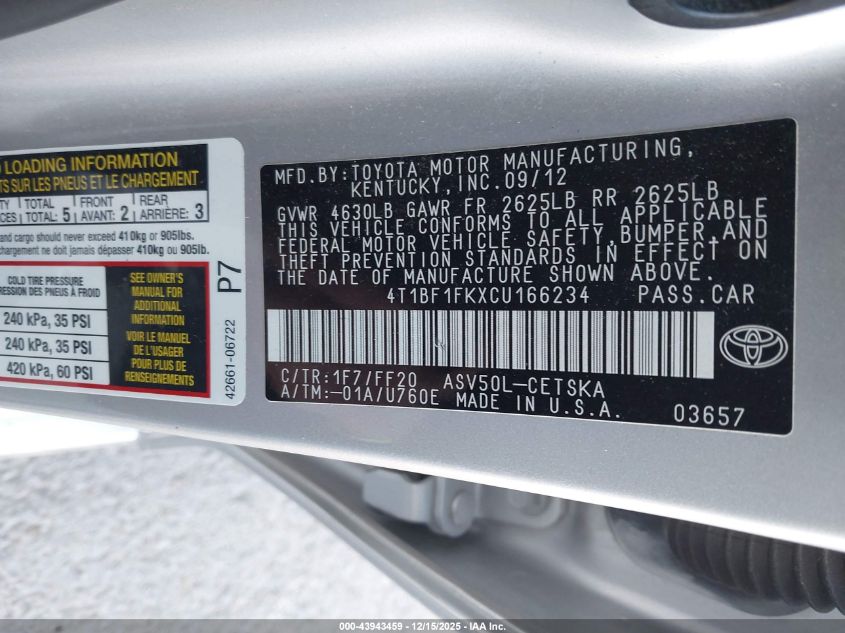 LOADING INFORMATION
SUR LES PNEUS ET LE CHARGEMENT
TOTAL FRONT REAR
TOTAL: 5 AVANT: 2 ARRIÈRE: 3
and cargo should never exceed 410kg or 905lbs.
chargement ne doit jamais dépasser 410kg ou 905lb.
COLD TIRE PRESSURE
DES PNEUS À FROID
240 kPa, 35 PSI
240 kPa, 35 PSI
420 kPa, 60 PSI
SEE OWNER'S
MANUAL FOR
ADDITIONAL
INFORMATION
VOIR LE MANUEL
DE L'USAGER
POUR PLUS DE
RENSEIGNEMENTS
P7
42661-06722
MFD.BY:TOYOTA MOTOR MANUFACTURING,
KENTUCKY,INC.09/12
GVWR 4630LB GAWR FR 2625LB RR 2625LB
THIS VEHICLE CONFORMS TO ALL APPLICABLE
FEDERAL MOTOR VEHICLE SAFETY,BUMPER,AND
THEFT PREVENTION STANDARDS IN EFFECT ON
THE DATE OF MANUFACTURE SHOWN ABOVE.
4T1BF1FKXCU166234 PASS.CAR
C/TR:1F7/FF20 ASV50L-CETSKA
A/TM:-01A/U760E MADE IN U.S.A.
03657
000-43943459 - 12/15/2025 - IAA Inc.